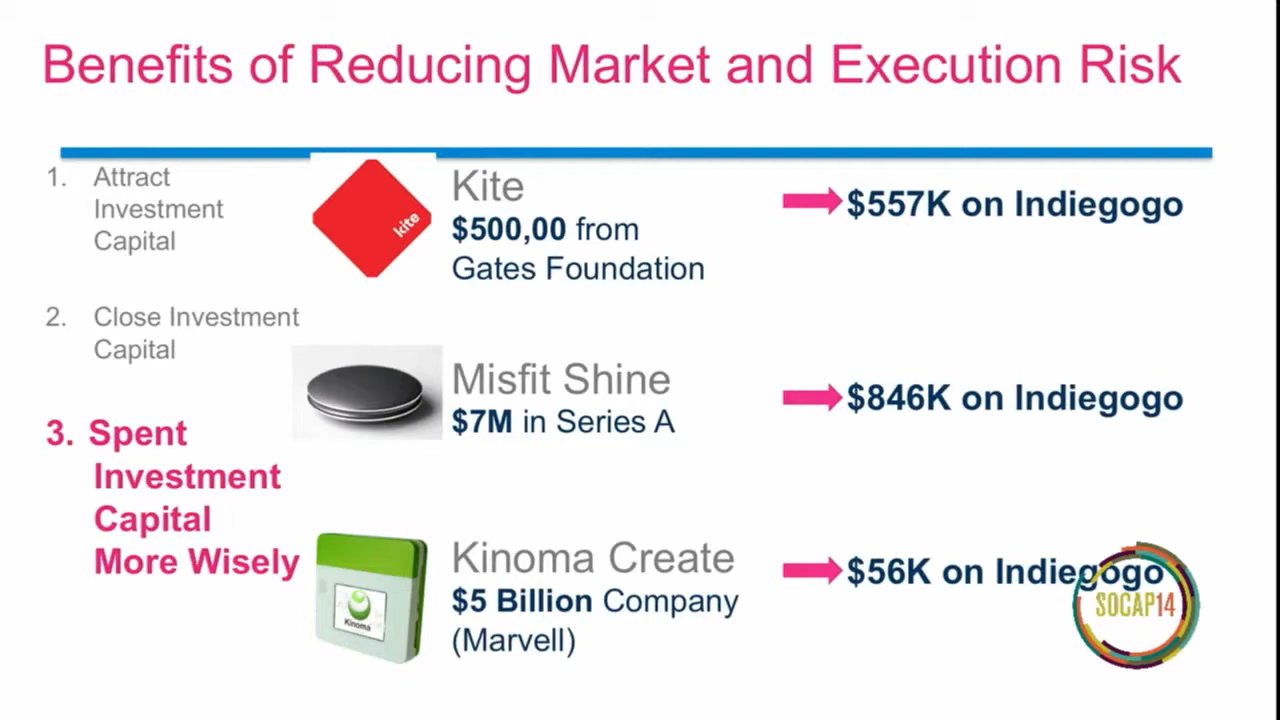 Benefits of Reducing Market and Execution Risk
1. Attract
Investment
Capital
kite
Kite
$500,00 from
Gates Foundation
$557K on Indiegogo
2. Close Investment
Capital
Misfit Shine
$7M in Series A
$846K on Indiegogo
3. Spent
Investment
Capital
More Wisely
Kinoma
Kinoma Create
$5 Billion Company
(Marvell)
$56K on Indiegogo
SOCAP14